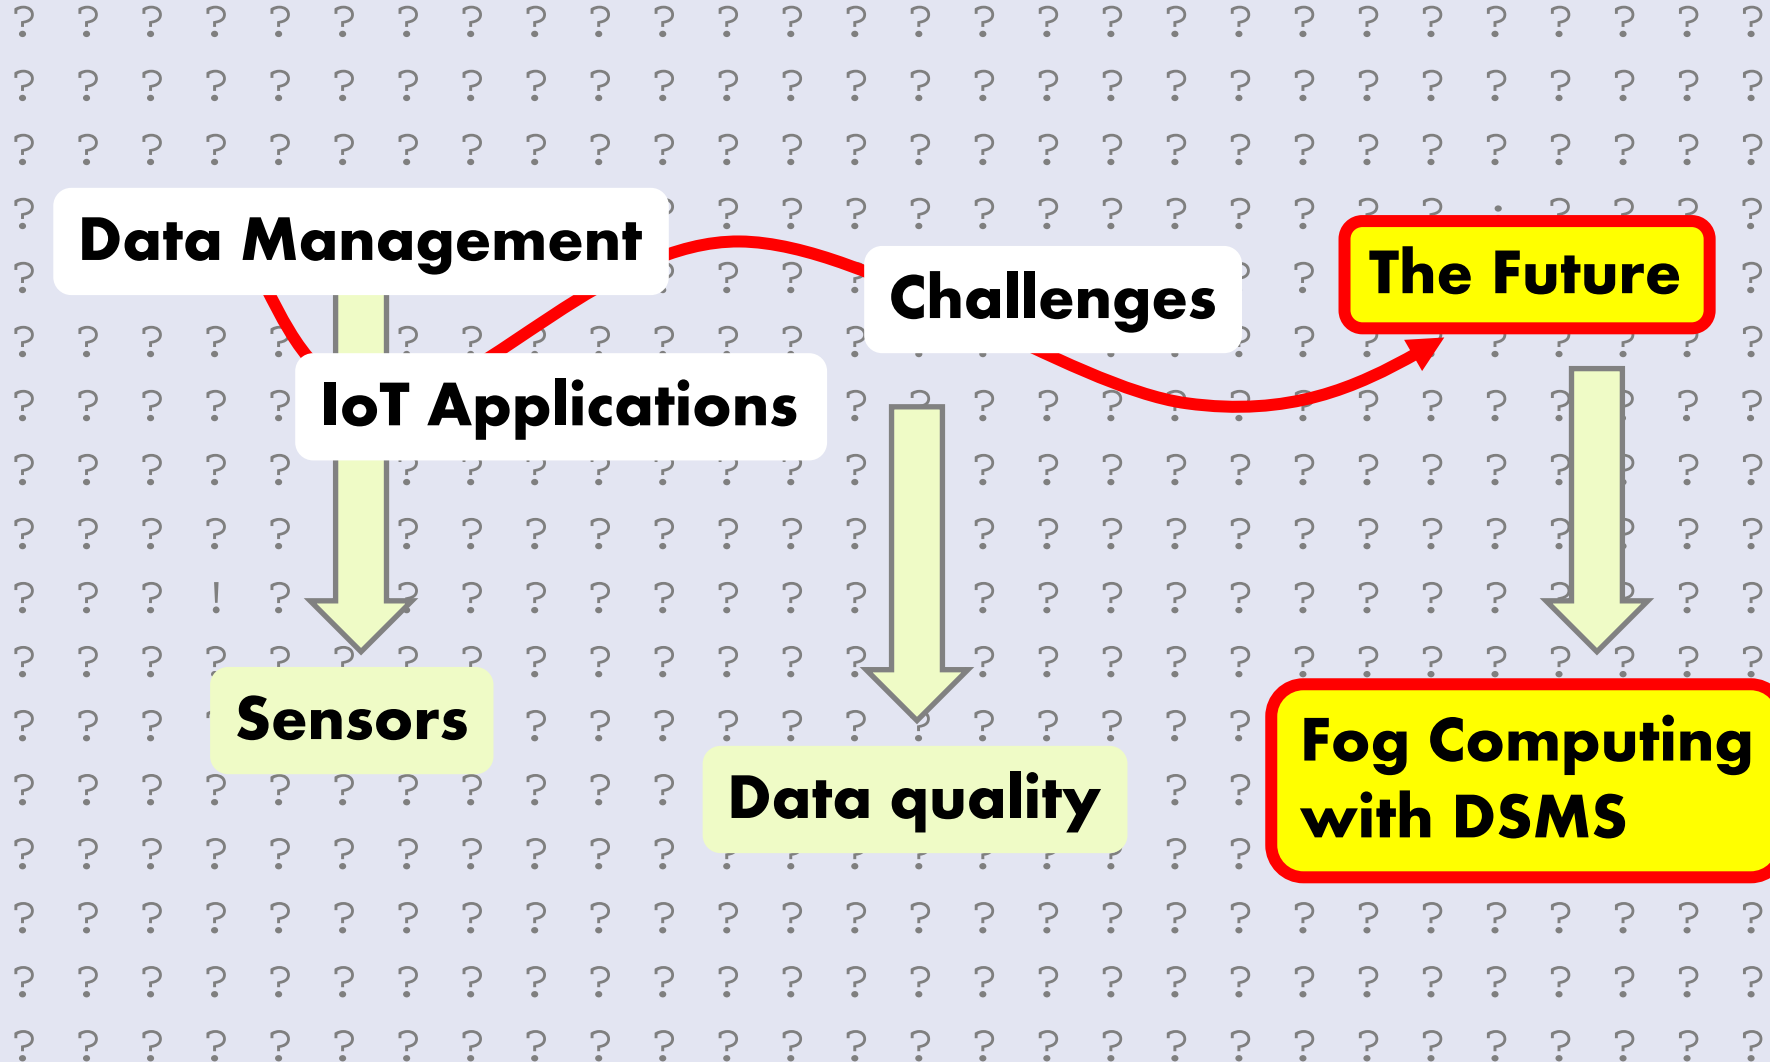 Data Management
Challenges
The Future
IoT Applications
Sensors
Data quality
Fog Computing
with DSMS